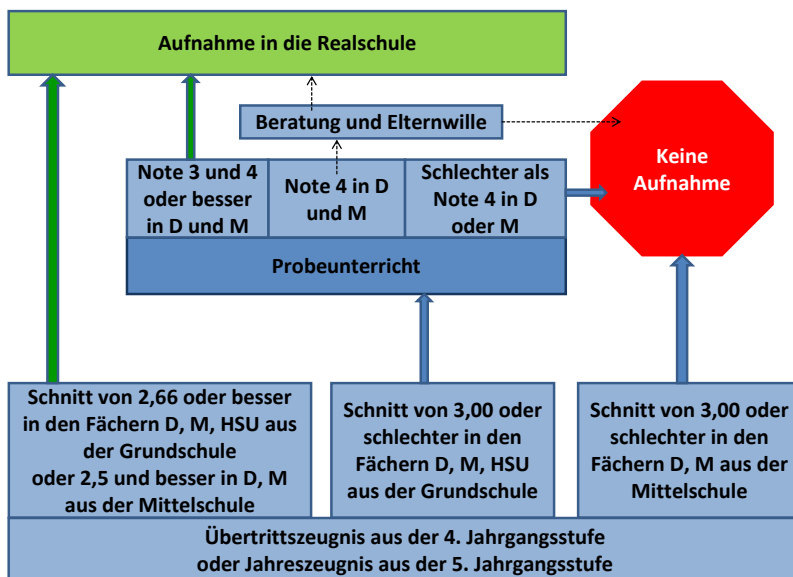 Aufnahme in die Realschule
Beratung und Elternwille
Keine
Aufnahme
Note 3 und 4
oder besser
in D und M
Note 4 in D
und M
Schlechter als
Note 4 in D
oder M
Probeunterricht
Schnitt von 2,66 oder besser
in den Fächern D, M, HSU aus
der Grundschule
oder 2,5 und besser in D, M
aus der Mittelschule
Schnitt von 3,00 oder
schlechter in den
Fächern D, M, HSU
aus der Grundschule
Schnitt von 3,00 oder
schlechter in den
Fächern D, M aus der
Mittelschule
Übertrittszeugnis aus der 4. Jahrgangsstufe
oder Jahreszeugnis aus der 5. Jahrgangsstufe